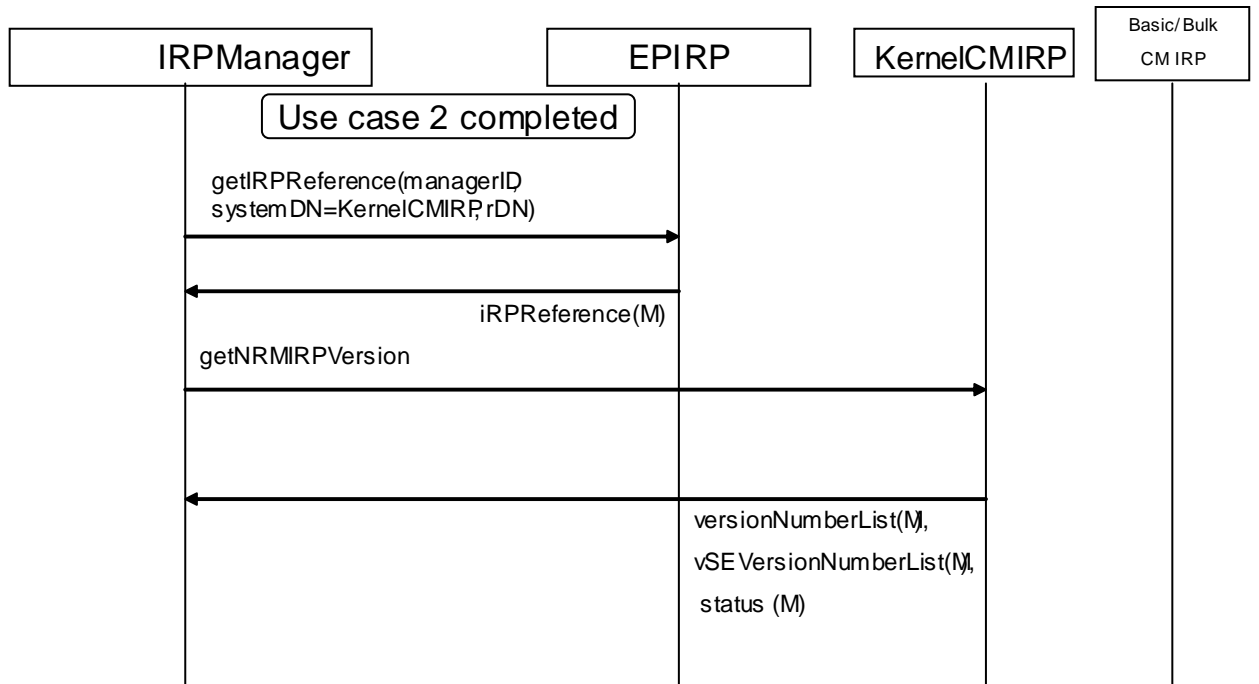 IRPManager
EPIRP
KernelCMIRP
Basic/Bulk
CM IRP
Use case 2 completed
getIRPReference(managerID,
systemDN=KernelCMIRP, rDN)
iRPReference(M)
getNRMIRPVersion
versionNumberList(M),
vSEVersionNumberList(M),
status (M)